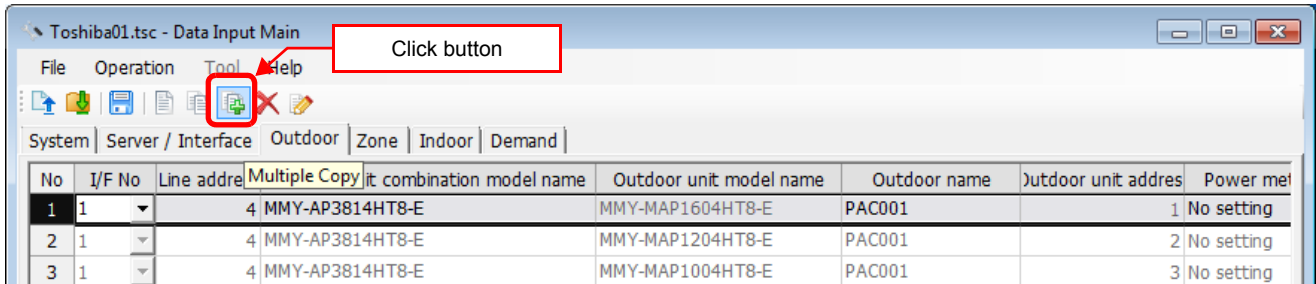 Toshiba01.tsc - Data Input Main
Click button
File Operation Tool Help
System Server / Interface Outdoor Zone Indoor Demand
Multiple Copy
No I/F No Line addre it combination model name Outdoor unit model name Outdoor name Outdoor unit addres Power met
1 1 4 MMY-AP3814HT8-E MMY-MAP1604HT8-E PAC001 1 No setting
2 1 4 MMY-AP3814HT8-E MMY-MAP1204HT8-E PAC001 2 No setting
3 1 4 MMY-AP3814HT8-E MMY-MAP1004HT8-E PAC001 3 No setting